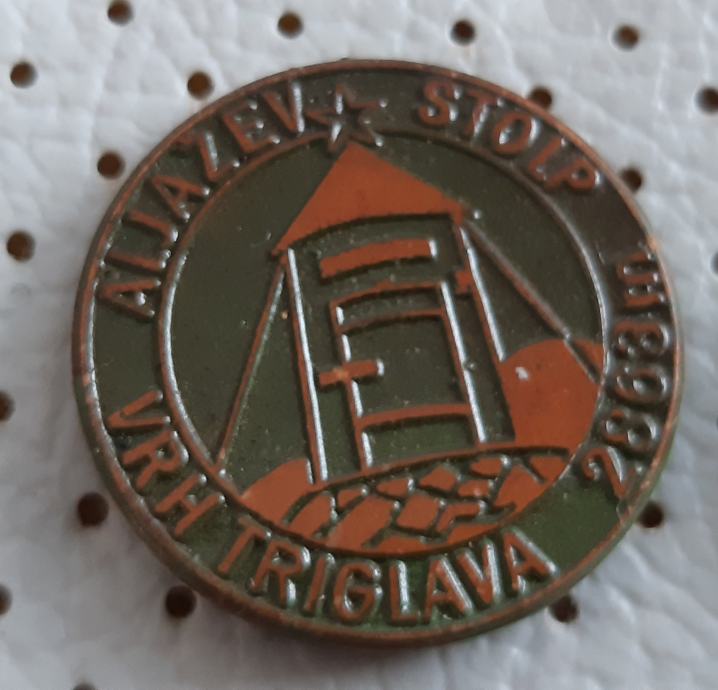 ALJAŽEV STOLP
2863 m
VRH TRIGLAVA